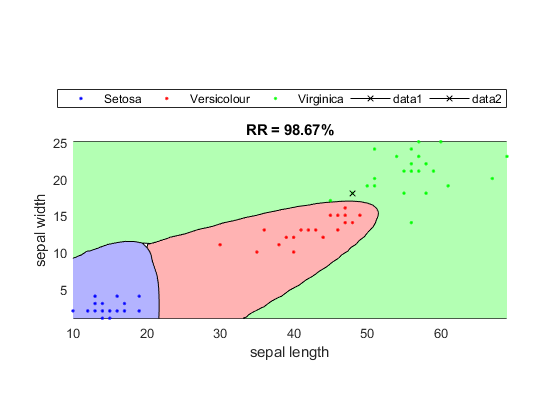 Setosa Versicolour Virginica data1 data2
RR = 98.67%
25
20
15
10
5
sepal width
10 20 30 40 50 60
sepal length